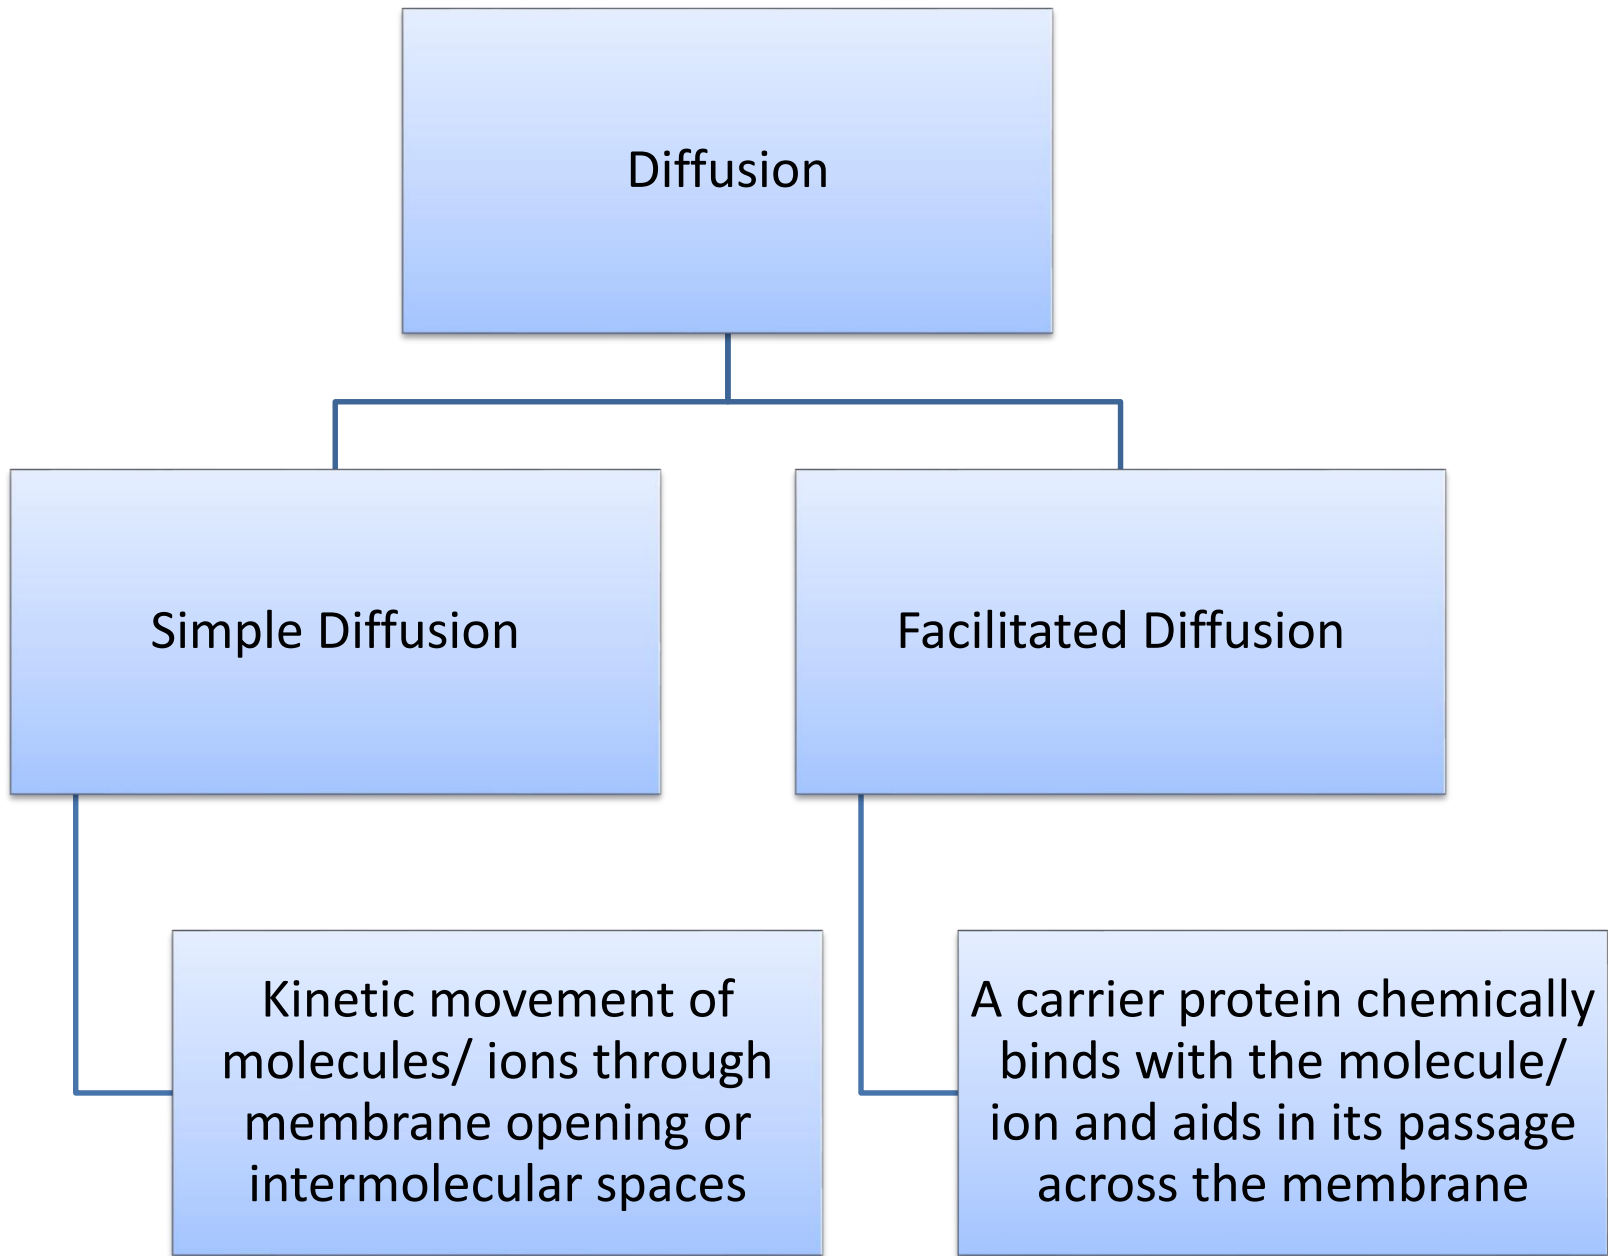 Diffusion
Simple Diffusion
Facilitated Diffusion
Kinetic movement of
molecules/ ions through
membrane opening or
intermolecular spaces
A carrier protein chemically
binds with the molecule/
ion and aids in its passage
across the membrane